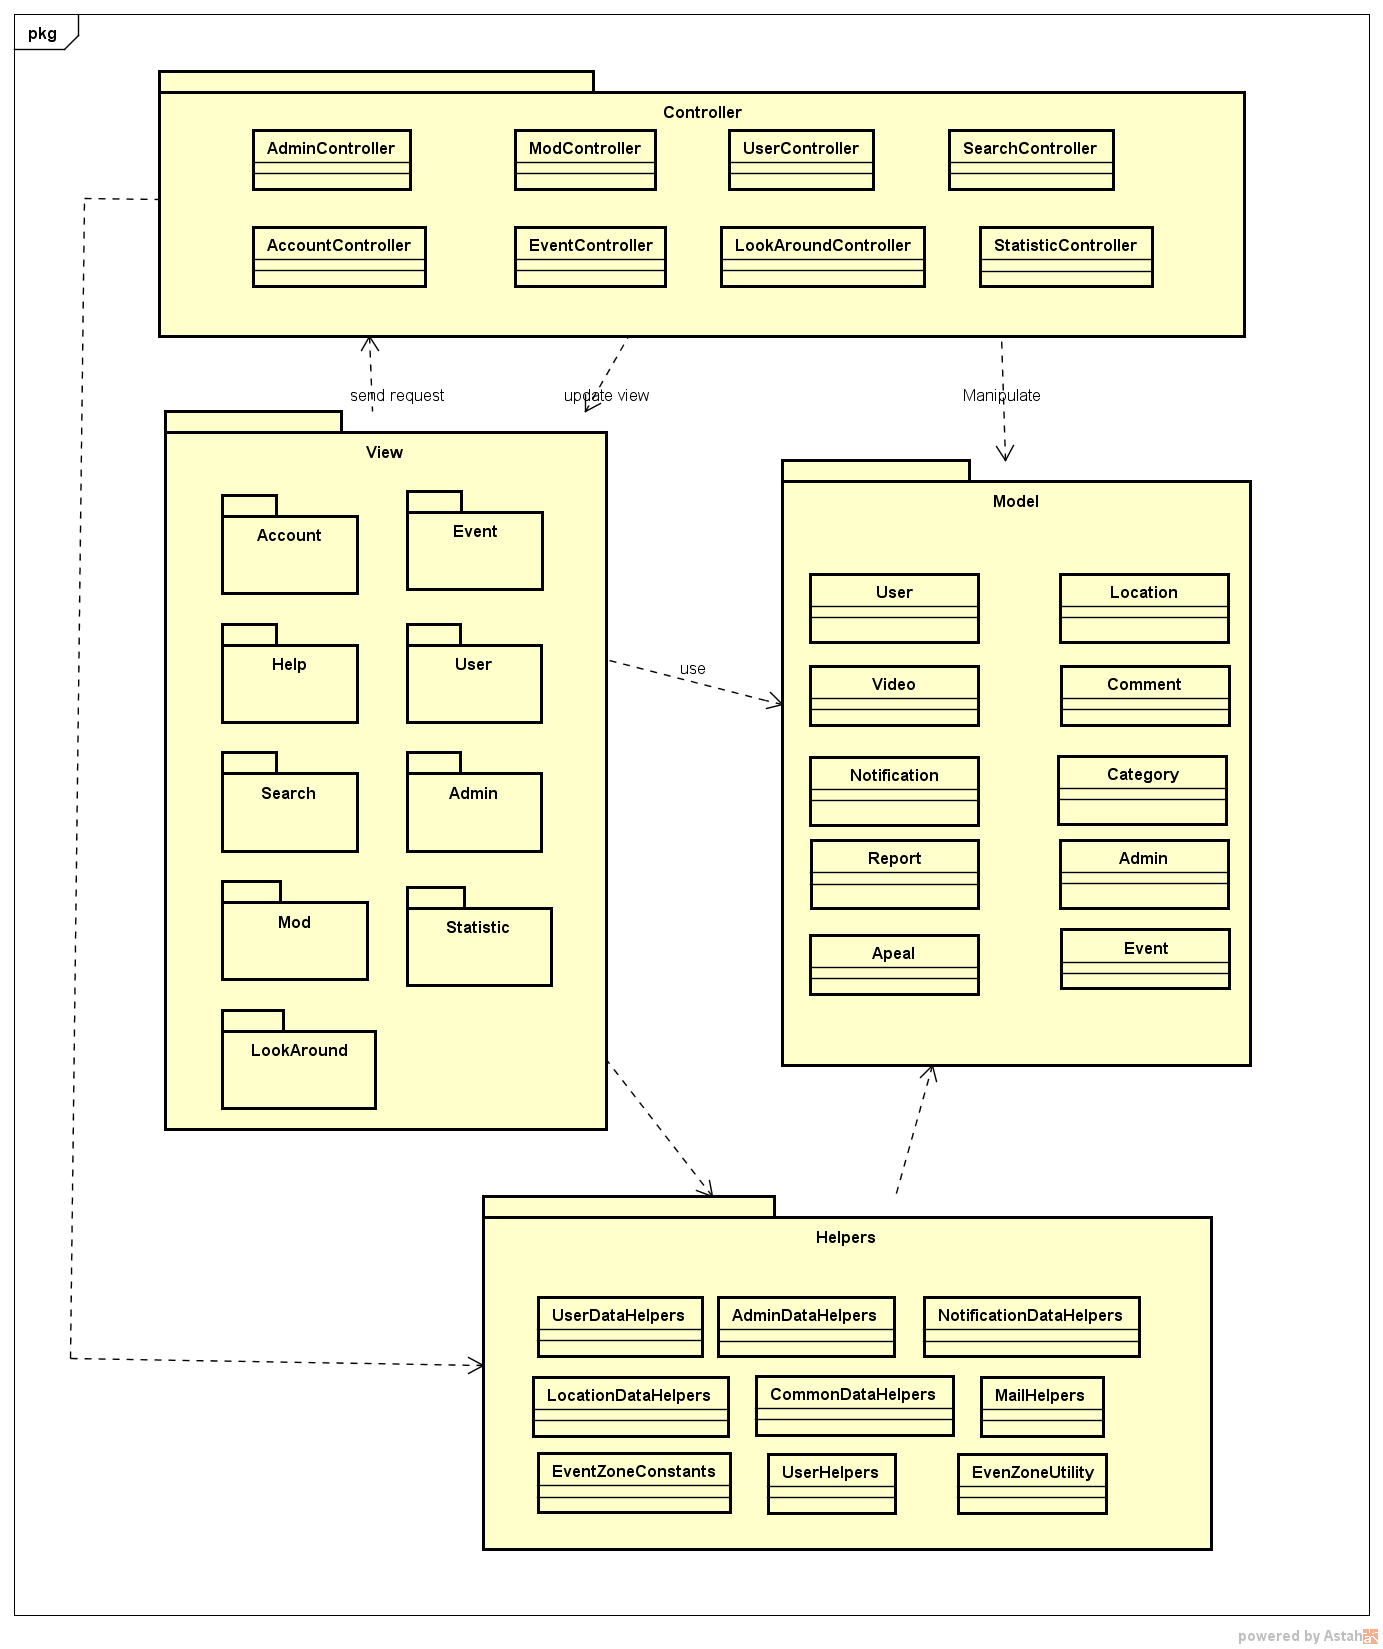 pkg
Controller
AdminController
ModController
UserController
SearchController
AccountController
EventController
LookAroundController
StatisticController
send request
update view
Manipulate
View
Account
Event
Help
User
Search
Admin
Mod
Statistic
LookAround
use
Model
User
Location
Video
Comment
Notification
Category
Report
Admin
Apeal
Event
Helpers
UserDataHelpers
AdminDataHelpers
NotificationDataHelpers
LocationDataHelpers
CommonDataHelpers
MailHelpers
EventZoneConstants
UserHelpers
EvenZoneUtility
powered by Astah